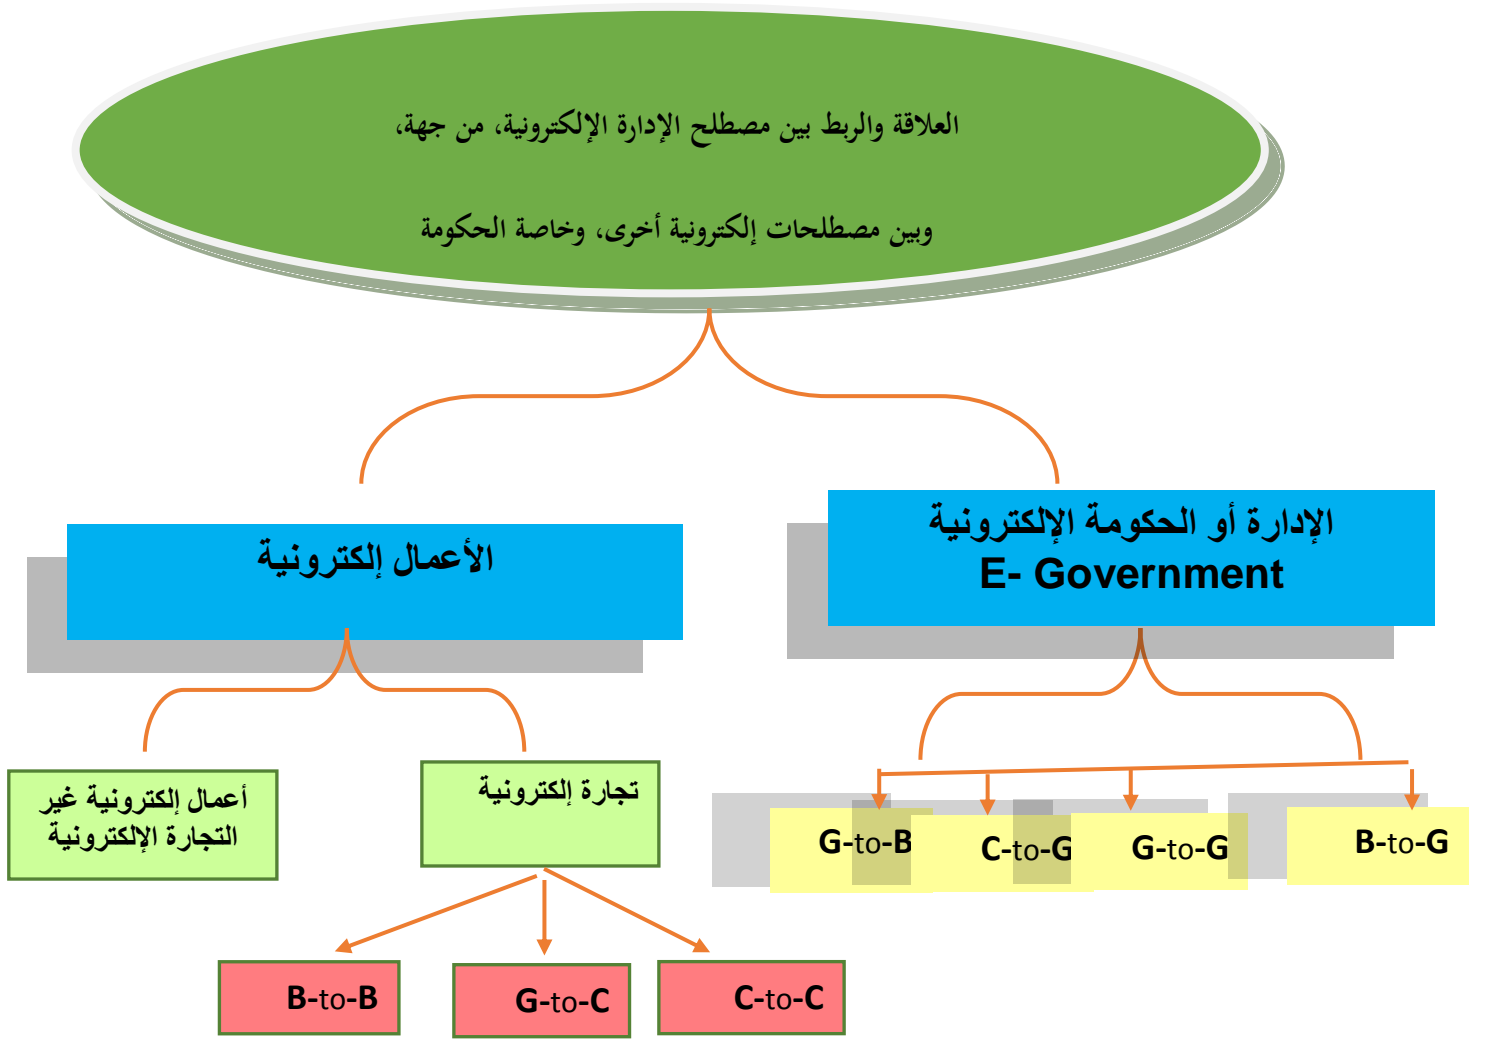 العلاقة والربط بين مصطلح الإدارة الإلكترونية، من جهة،
وبين مصطلحات إلكترونية أخرى، وخاصة الحكومة
الإدارة أو الحكومة الإلكترونية
E- Government
الأعمال إلكترونية
أعمال إلكترونية غير
التجارة الإلكترونية
تجارة إلكترونية
G-to-B
C-to-G
G-to-G
B-to-G
B-to-B
G-to-C
C-to-C